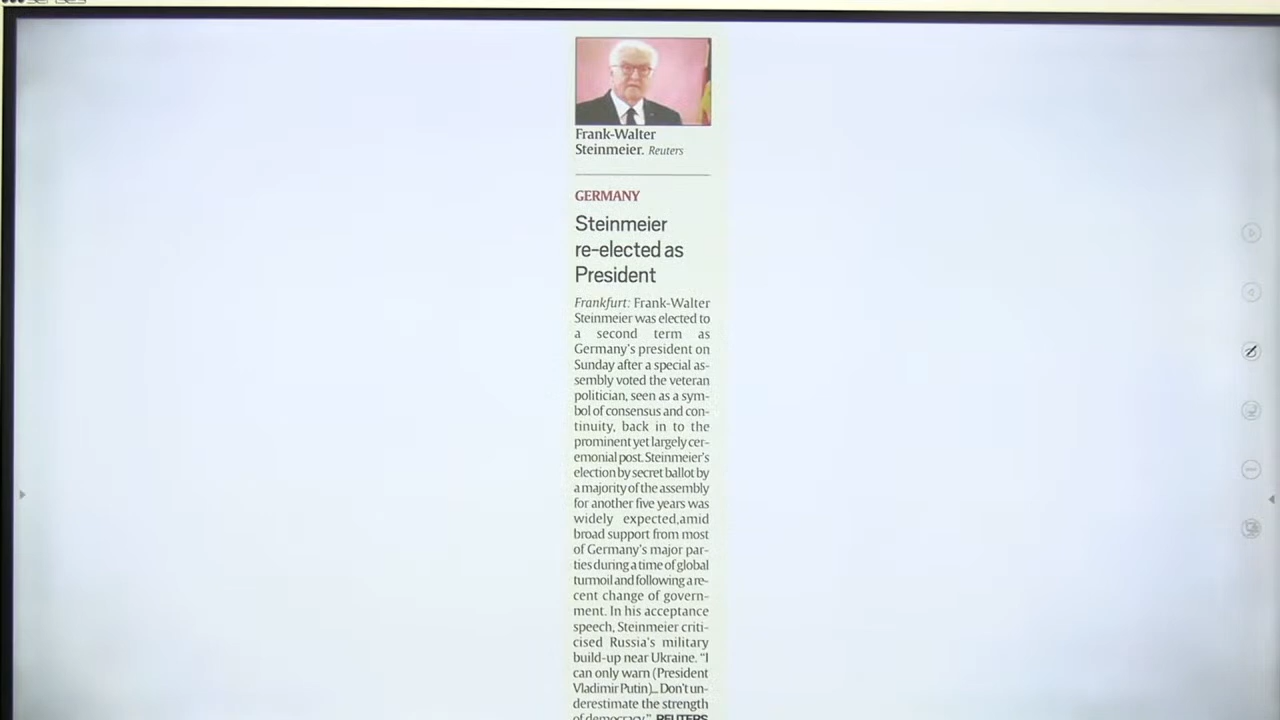 Frank-Walter
Steinmeier. Reuters
GERMANY
Steinmeier
re-elected as
President
Frankfurt: Frank-Walter
Steinmeier was elected to
a second term as
Germany's president on
Sunday after a special as-
sembly voted the veteran
politician, seen as a sym-
bol of consensus and con-
tinuity, back in to the
prominent yet largely cer-
emonial post. Steinmeier's
election by secret ballot by
a majority of the assembly
for another five years was
widely expected,amid
broad support from most
of Germany's major par-
ties during a time of global
turmoil and following a re-
cent change of govern-
ment. In his acceptance
speech, Steinmeier criti-
cised Russia's military
build-up near Ukraine. “I
can only warn (President
Vladimir Putin)... Don't un-
derestimate the strength
of democracy.” REUTERS